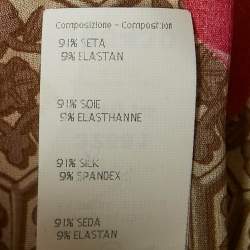 Composizione - Composition
91% SETA
9% ELASTAN
91% SOIE
9% ELASTHANNE
91% SILK
9% SPANDEX
91% SEDA
9% ELASTAN